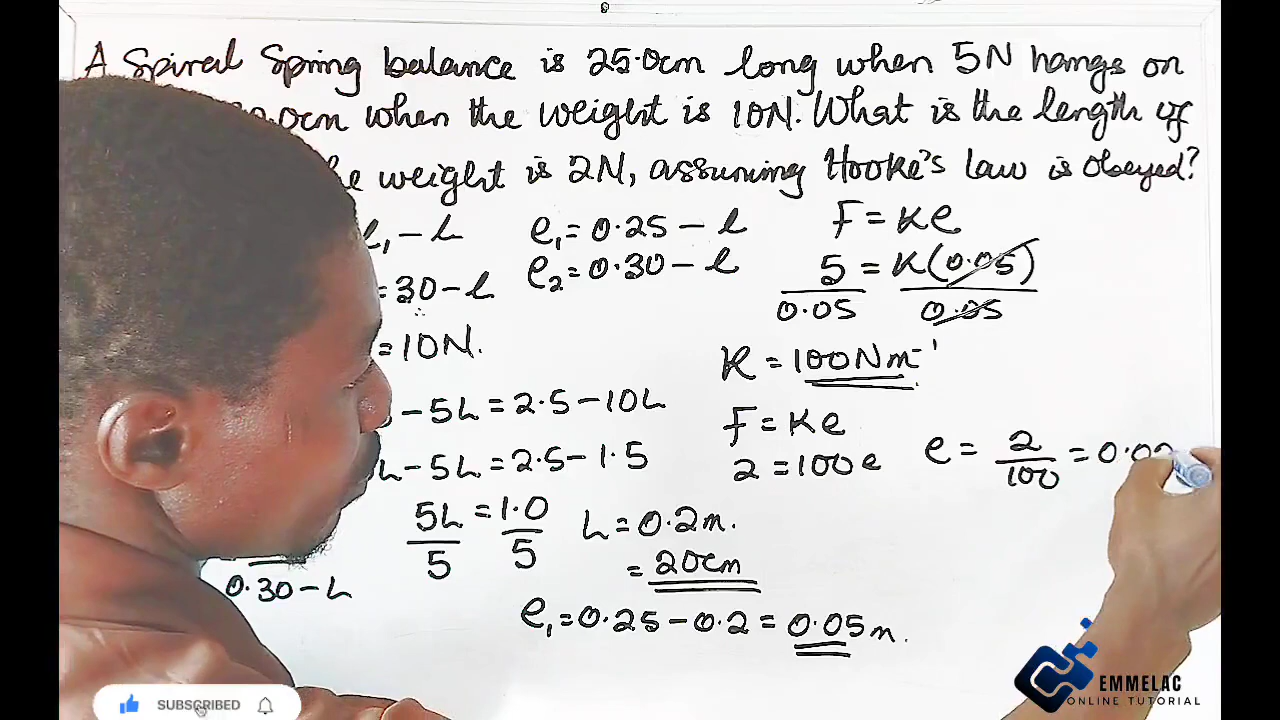 A Spiral Spring balance is 25.0cm long when 5N hangs on
.0cm when the weight is 10N. What is the length of
the weight is 2N, assuming Hooke's law is obeyed?
l₁ - L
e₁ = 0.25 - l
F = Ke
= 30 - l
e₂ = 0.30 - l
5 = K(0.05)
0.05 0.05
= 10N.
K = 100Nm⁻¹
- 5L = 2.5 - 10L
F = Ke
L - 5L = 2.5 - 1.5
2 = 100e
e = 2/100 = 0.02
5L/5 = 1.0/5
L = 0.2m.
= 20cm
0.30 - L
e₁ = 0.25 - 0.2 = 0.05m.
EMMELAC
ONLINE TUTORIAL
SUBSCRIBED